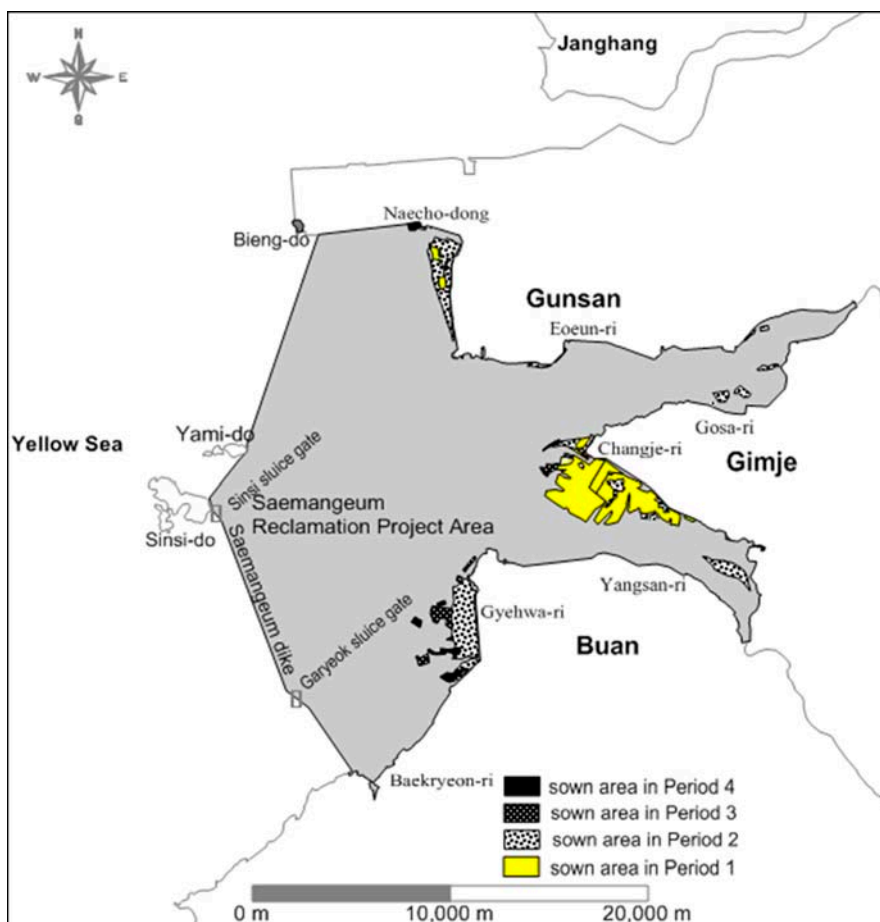 Janghang
N
W E
S
Naecho-dong
Bieng-do
Gunsan
Eoeun-ri
Gosa-ri
Yami-do
Changje-ri
Yellow Sea
Gimje
Sinsi sluice gate
Saemangeum
Reclamation Project Area
Sinsi-do
Saemangeum dike
Yangsan-ri
Garyeok sluice gate
Gyehwa-ri
Buan
Baekryeon-ri
sown area in Period 4
sown area in Period 3
sown area in Period 2
sown area in Period 1
0 m 10,000 m 20,000 m